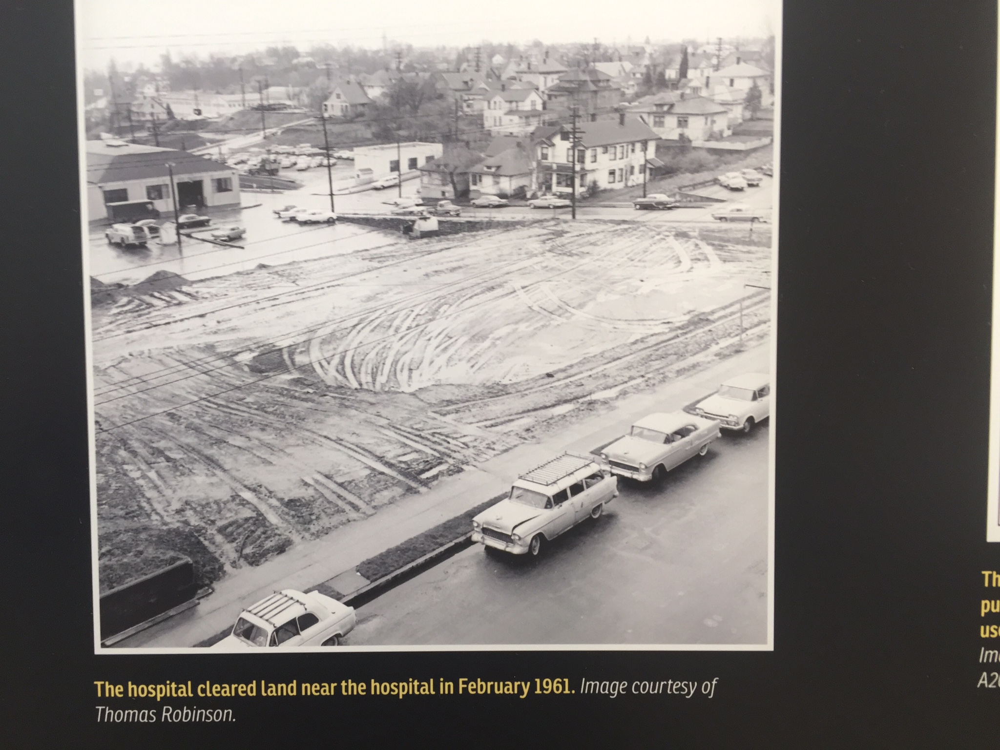 The hospital cleared land near the hospital in February 1961. Image courtesy of
Thomas Robinson.